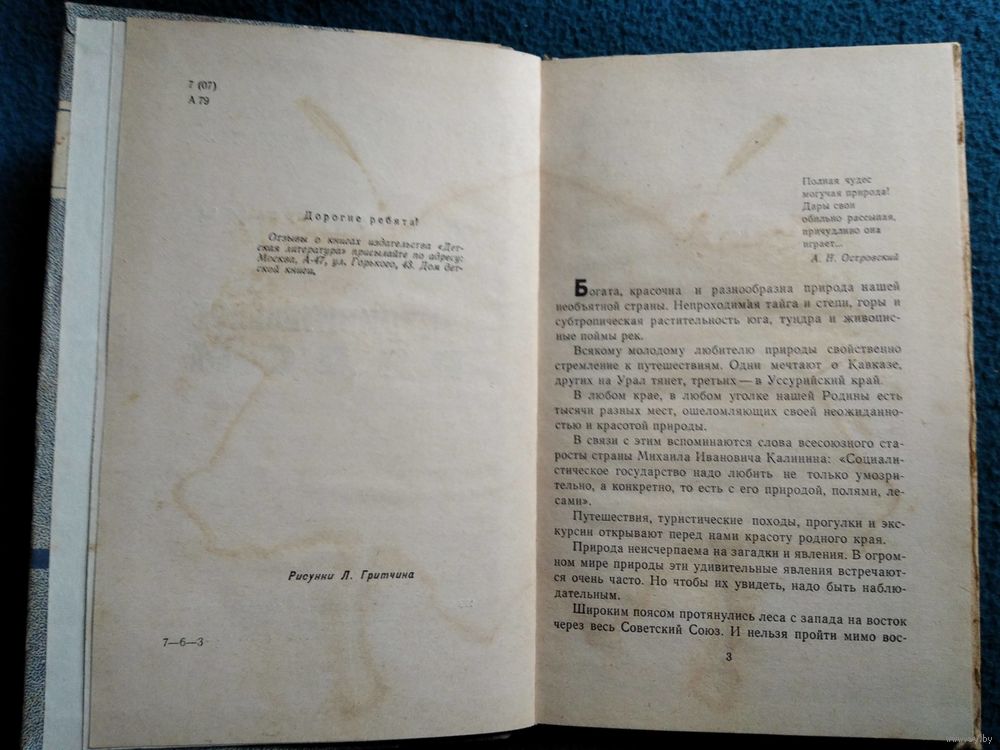 7 (07)
А 79
Дорогие ребята!
Отзывы о книгах издательства «Дет-
ская литература» присылайте по адресу:
Москва, А-47, ул. Горького, 43. Дом дет-
ской книги.
Рисунки Л. Гритчина
7—6—3
Полная чудес
могучая природа!
Дары свои
обильно рассыпая,
причудливо она
играет...
А. Н. Островский
Богата, красочна и разнообразна природа нашей
необъятной страны. Непроходимая тайга и степи, горы и
субтропическая растительность юга, тундра и живопис-
ные поймы рек.
Всякому молодому любителю природы свойственно
стремление к путешествиям. Одни мечтают о Кавказе,
других на Урал тянет, третьих — в Уссурийский край.
В любом крае, в любом уголке нашей Родины есть
тысячи разных мест, ошеломляющих своей неожидан-
ностью и красотой природы.
В связи с этим вспоминаются слова всесоюзного ста-
росты страны Михаила Ивановича Калинина: «Социали-
стическое государство надо любить не только умозри-
тельно, а конкретно, то есть с его природой, полями, ле-
сами».
Путешествия, туристические походы, прогулки и экс-
курсии открывают перед нами красоту родного края.
Природа неисчерпаема на загадки и явления. В огром-
ном мире природы эти удивительные явления встречают-
ся очень часто. Но чтобы их увидеть, надо быть наблю-
дательным.
Широким поясом протянулись леса с запада на восток
через весь Советский Союз. И нельзя пройти мимо вос-
3